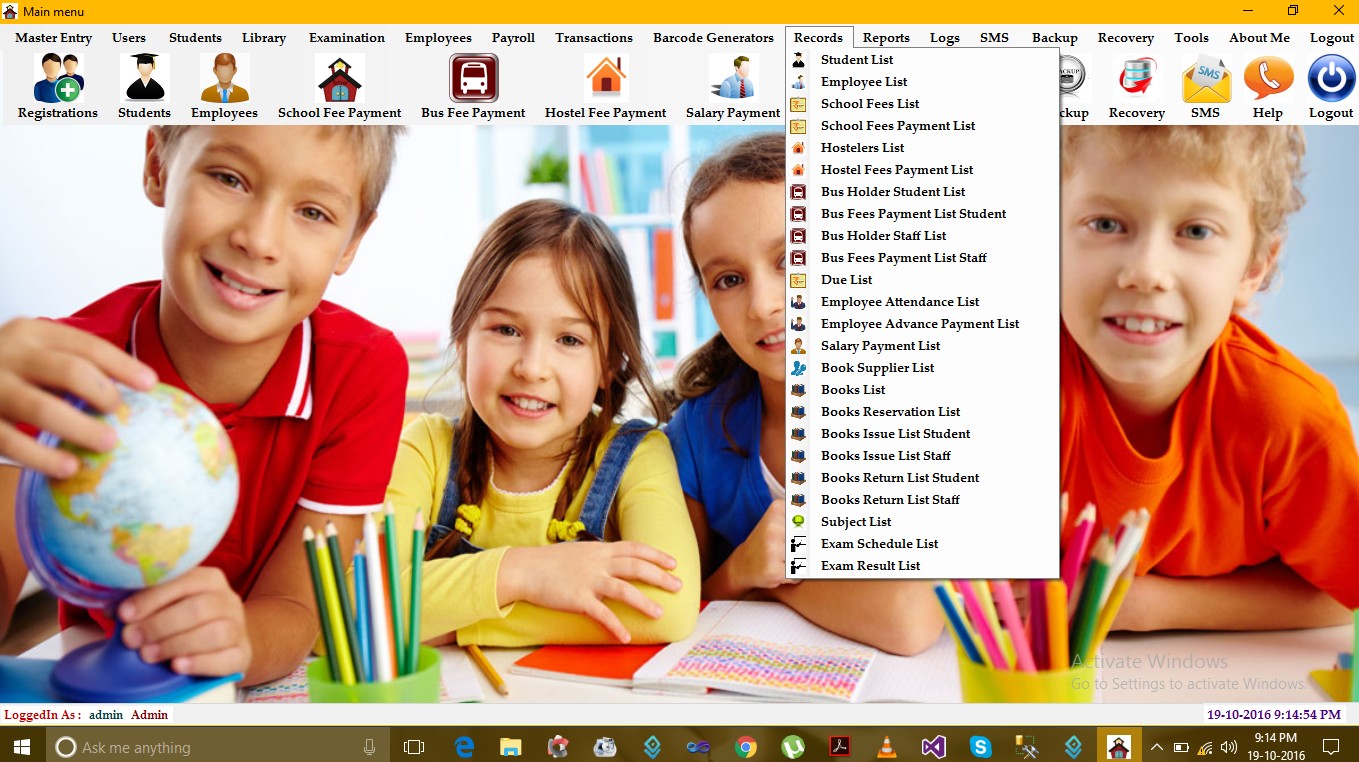 Main menu
Master Entry Users Students Library Examination Employees Payroll Transactions Barcode Generators Records Reports Logs SMS Backup Recovery Tools About Me Logout
BACKUP SMS
Registrations Students Employees School Fee Payment Bus Fee Payment Hostel Fee Payment Salary Payment ckup Recovery SMS Help Logout
Student List
Employee List
School Fees List
School Fees Payment List
Hostelers List
Hostel Fees Payment List
Bus Holder Student List
Bus Fees Payment List Student
Bus Holder Staff List
Bus Fees Payment List Staff
Due List
Employee Attendance List
Employee Advance Payment List
Salary Payment List
Book Supplier List
Books List
Books Reservation List
Books Issue List Student
Books Issue List Staff
Books Return List Student
Books Return List Staff
Subject List
Exam Schedule List
Exam Result List
Activate Windows
Go to Settings to activate Windows.
LoggedIn As : admin Admin 19-10-2016 9:14:54 PM
Ask me anything
9:14 PM
19-10-2016